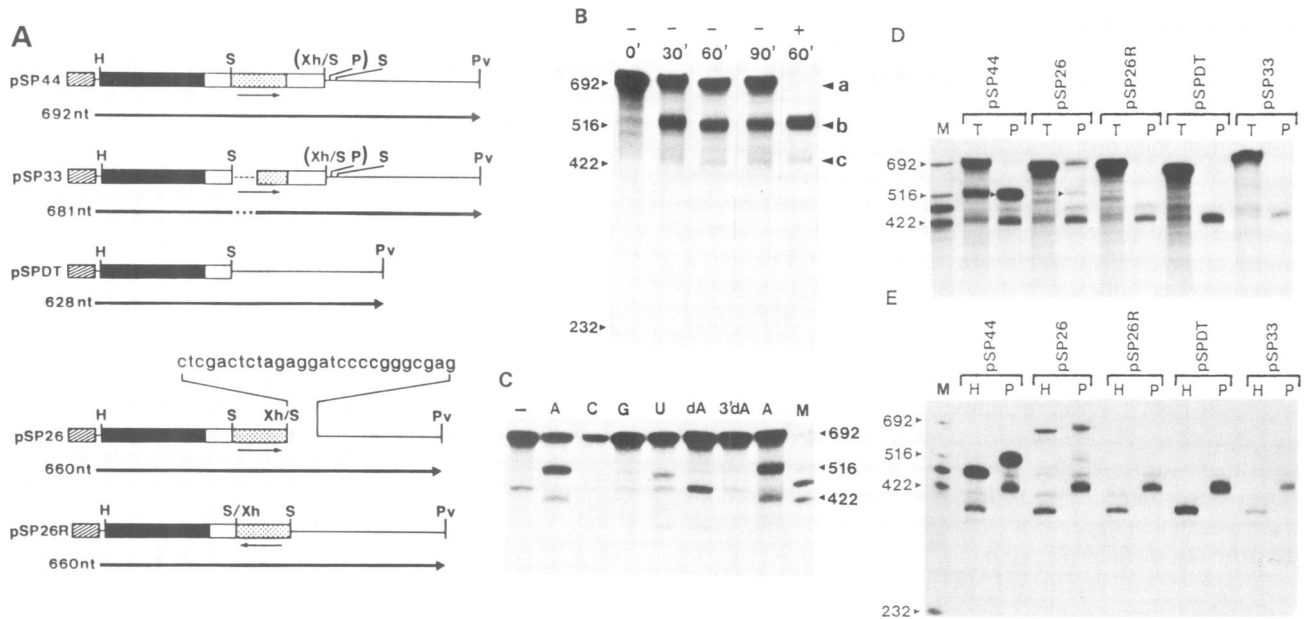 A
H S (Xh/S P) S Pv
pSP44
692nt
H S (Xh/S P) S Pv
pSP33
681nt
H S Pv
pSPDT
628nt
ctcgactctagaggatccccgggcgag
H S Xh/S
pSP26 Pv
660nt
H S/Xh S Pv
pSP26R
660nt
B
- - - - +
0' 30' 60' 90' 60'
692 a
516 b
422 c
232
C
- A C G U dA 3'dA A M
692
516
422
D
pSP44 pSP26 pSP26R pSPDT pSP33
M T P T P T P T P T P
692
516
422
E
pSP44 pSP26 pSP26R pSPDT pSP33
M H P H P H P H P H P
692
516
422
232